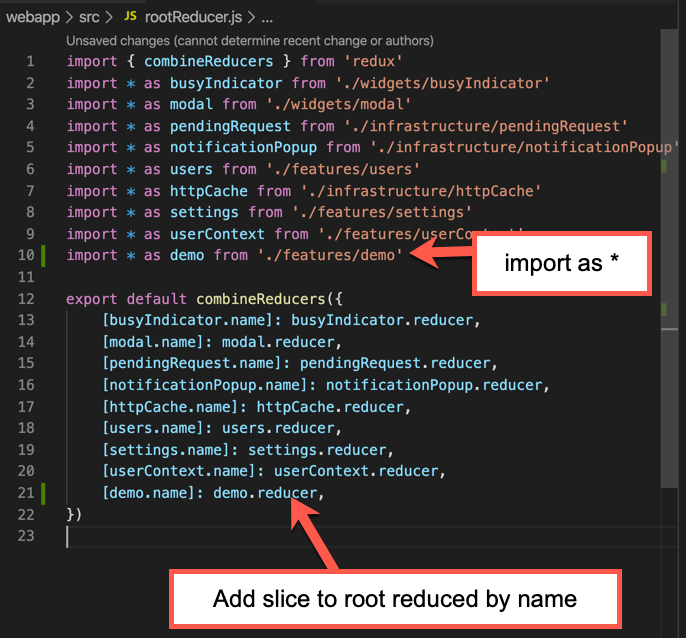 webapp > src > JS rootReducer.js > ...
Unsaved changes (cannot determine recent change or authors)
1 import { combineReducers } from 'redux'
2 import * as busyIndicator from './widgets/busyIndicator'
3 import * as modal from './widgets/modal'
4 import * as pendingRequest from './infrastructure/pendingRequest'
5 import * as notificationPopup from './infrastructure/notificationPopup'
6 import * as users from './features/users'
7 import * as httpCache from './infrastructure/httpCache'
8 import * as settings from './features/settings'
9 import * as userContext from './features/userContext'
10 import * as demo from './features/demo'
import as *
11
12 export default combineReducers({
13 [busyIndicator.name]: busyIndicator.reducer,
14 [modal.name]: modal.reducer,
15 [pendingRequest.name]: pendingRequest.reducer,
16 [notificationPopup.name]: notificationPopup.reducer,
17 [httpCache.name]: httpCache.reducer,
18 [users.name]: users.reducer,
19 [settings.name]: settings.reducer,
20 [userContext.name]: userContext.reducer,
21 [demo.name]: demo.reducer,
22 })
23
Add slice to root reduced by name